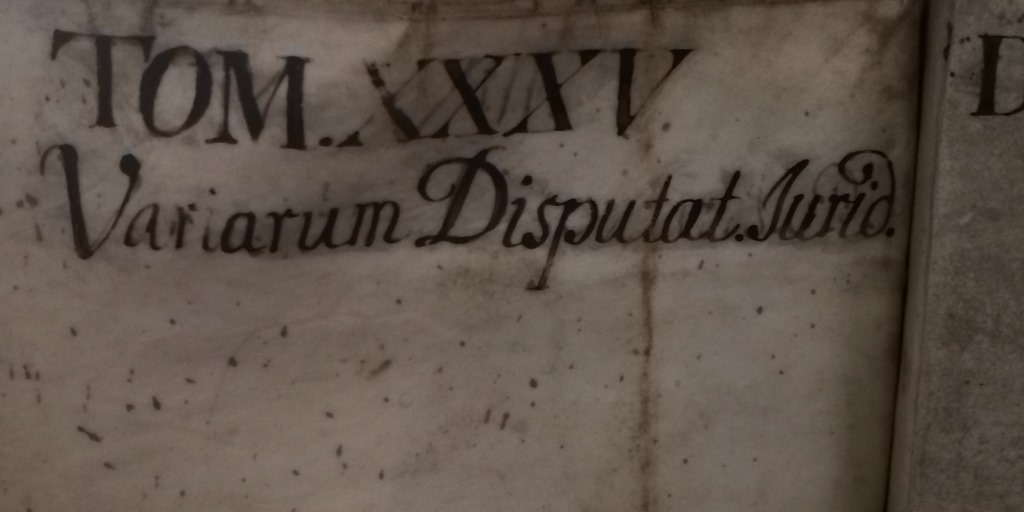 TOM. XXXV
Variarum Disputat. Jurid.
D